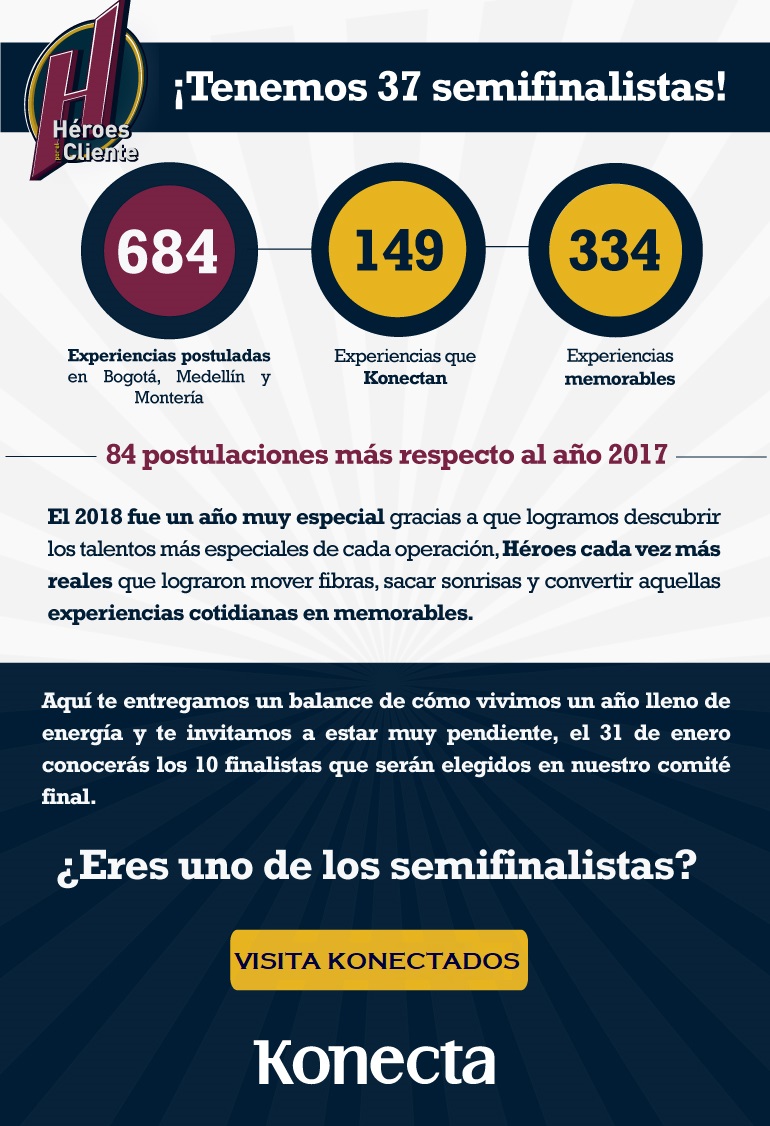 ¡Tenemos 37 semifinalistas!
Héroes
por el
Cliente
684
149
334
Experiencias postuladas
en Bogotá, Medellín y
Montería
Experiencias que
Konectan
Experiencias
memorables
84 postulaciones más respecto al año 2017
El 2018 fue un año muy especial gracias a que logramos descubrir
los talentos más especiales de cada operación, Héroes cada vez más
reales que lograron mover fibras, sacar sonrisas y convertir aquellas
experiencias cotidianas en memorables.
Aquí te entregamos un balance de cómo vivimos un año lleno de
energía y te invitamos a estar muy pendiente, el 31 de enero
conocerás los 10 finalistas que serán elegidos en nuestro comité
final.
¿Eres uno de los semifinalistas?
VISITA KONECTADOS
Konecta